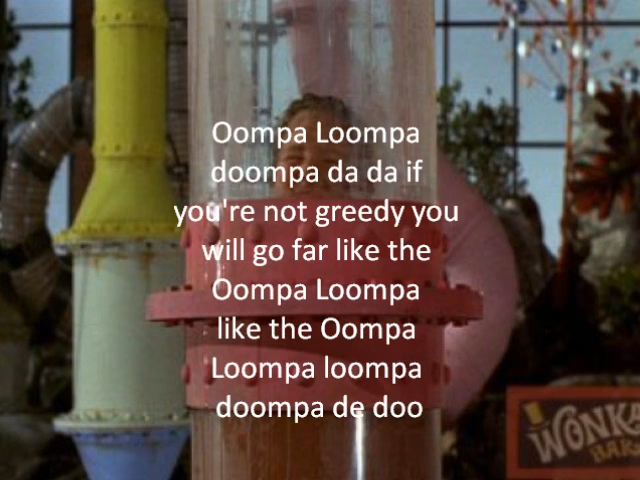 Oompa Loompa
doompa da da if
you're not greedy you
will go far like the
Oompa Loompa
like the Oompa
Loompa loompa
doompa de doo
WONKA
BAR